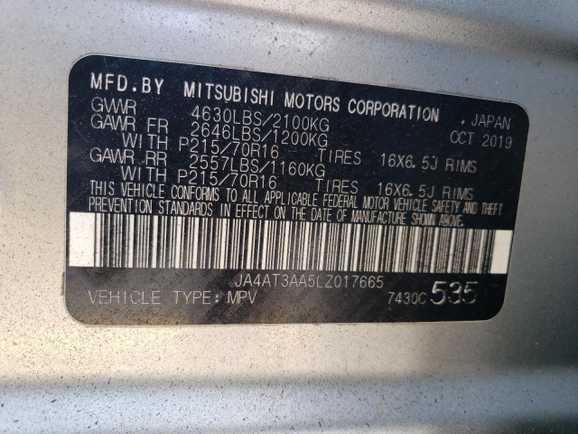 MFD.BY MITSUBISHI MOTORS CORPORATION , JAPAN
GVWR 4630LBS/2100KG OCT 2019
GAWR FR 2646LBS/1200KG
WITH P215/70R16 TIRES 16X6.5J RIMS
GAWR RR 2557LBS/1160KG
WITH P215/70R16 TIRES 16X6.5J RIMS
THIS VEHICLE CONFORMS TO ALL APPLICABLE FEDERAL MOTOR VEHICLE SAFETY AND THEFT
PREVENTION STANDARDS IN EFFECT ON THE DATE OF MANUFACTURE SHOWN ABOVE.
JA4AT3AA5LZ017665
VEHICLE TYPE: MPV 7430C 535